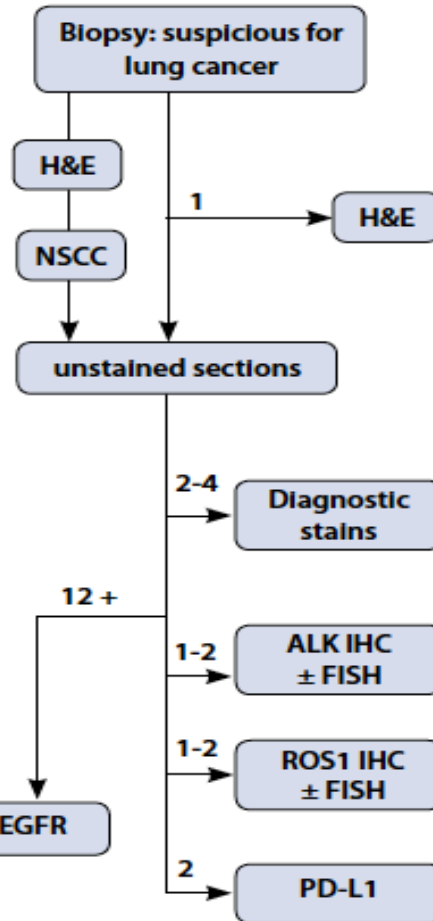 Biopsy: suspicious for
lung cancer
H&E
1
H&E
NSCC
unstained sections
2-4
Diagnostic
stains
12 +
1-2
ALK IHC
± FISH
1-2
ROS1 IHC
± FISH
EGFR
2
PD-L1